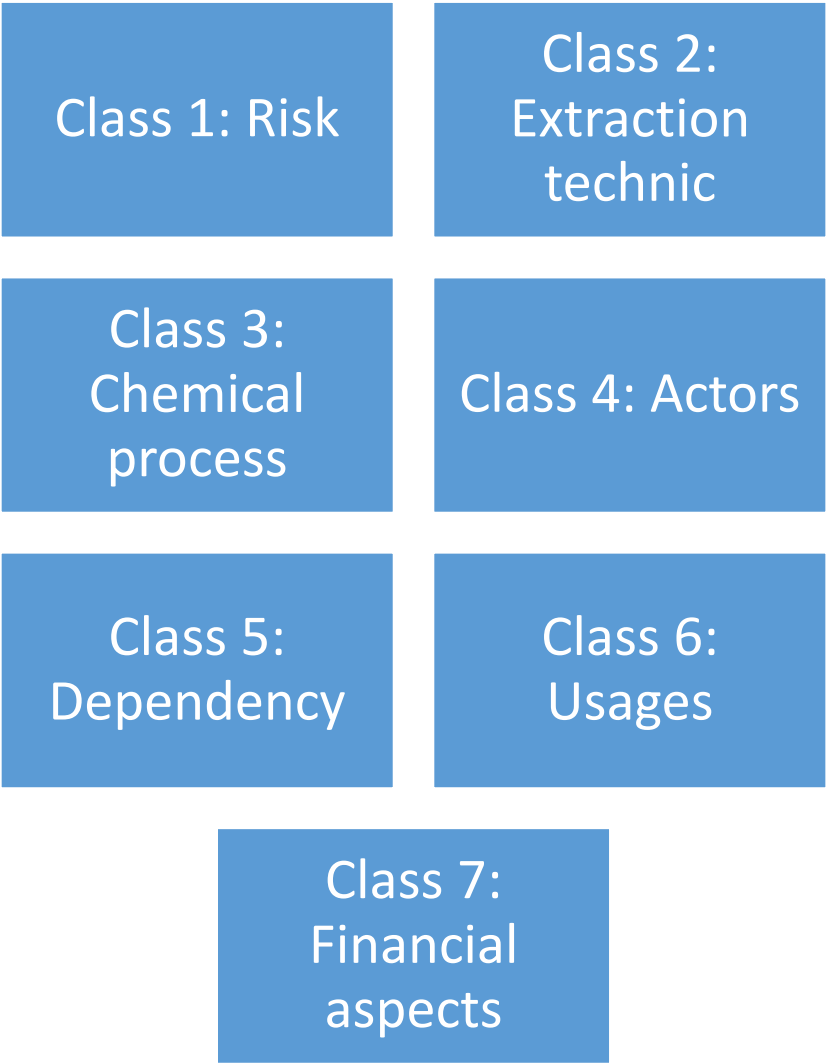 Class 1: Risk
Class 2:
Extraction
technic
Class 3:
Chemical
process
Class 4: Actors
Class 5:
Dependency
Class 6:
Usages
Class 7:
Financial
aspects